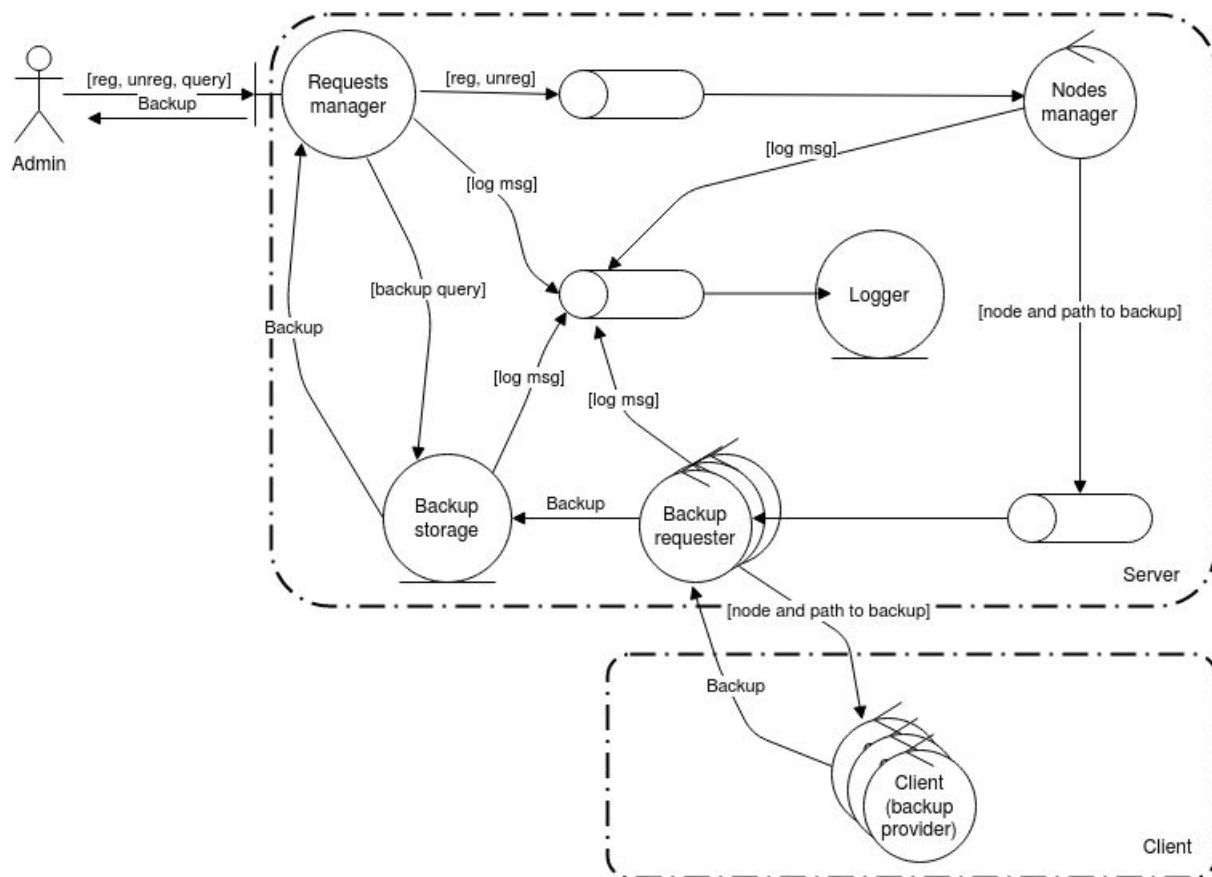 [reg, unreg, query]
Backup
Admin
Requests
manager
[reg, unreg]
Nodes
manager
[log msg]
[log msg]
[backup query]
Logger
[node and path to backup]
Backup
[log msg]
[log msg]
Backup
storage
Backup
Backup
requester
Server
[node and path to backup]
Backup
Client
(backup
provider)
Client